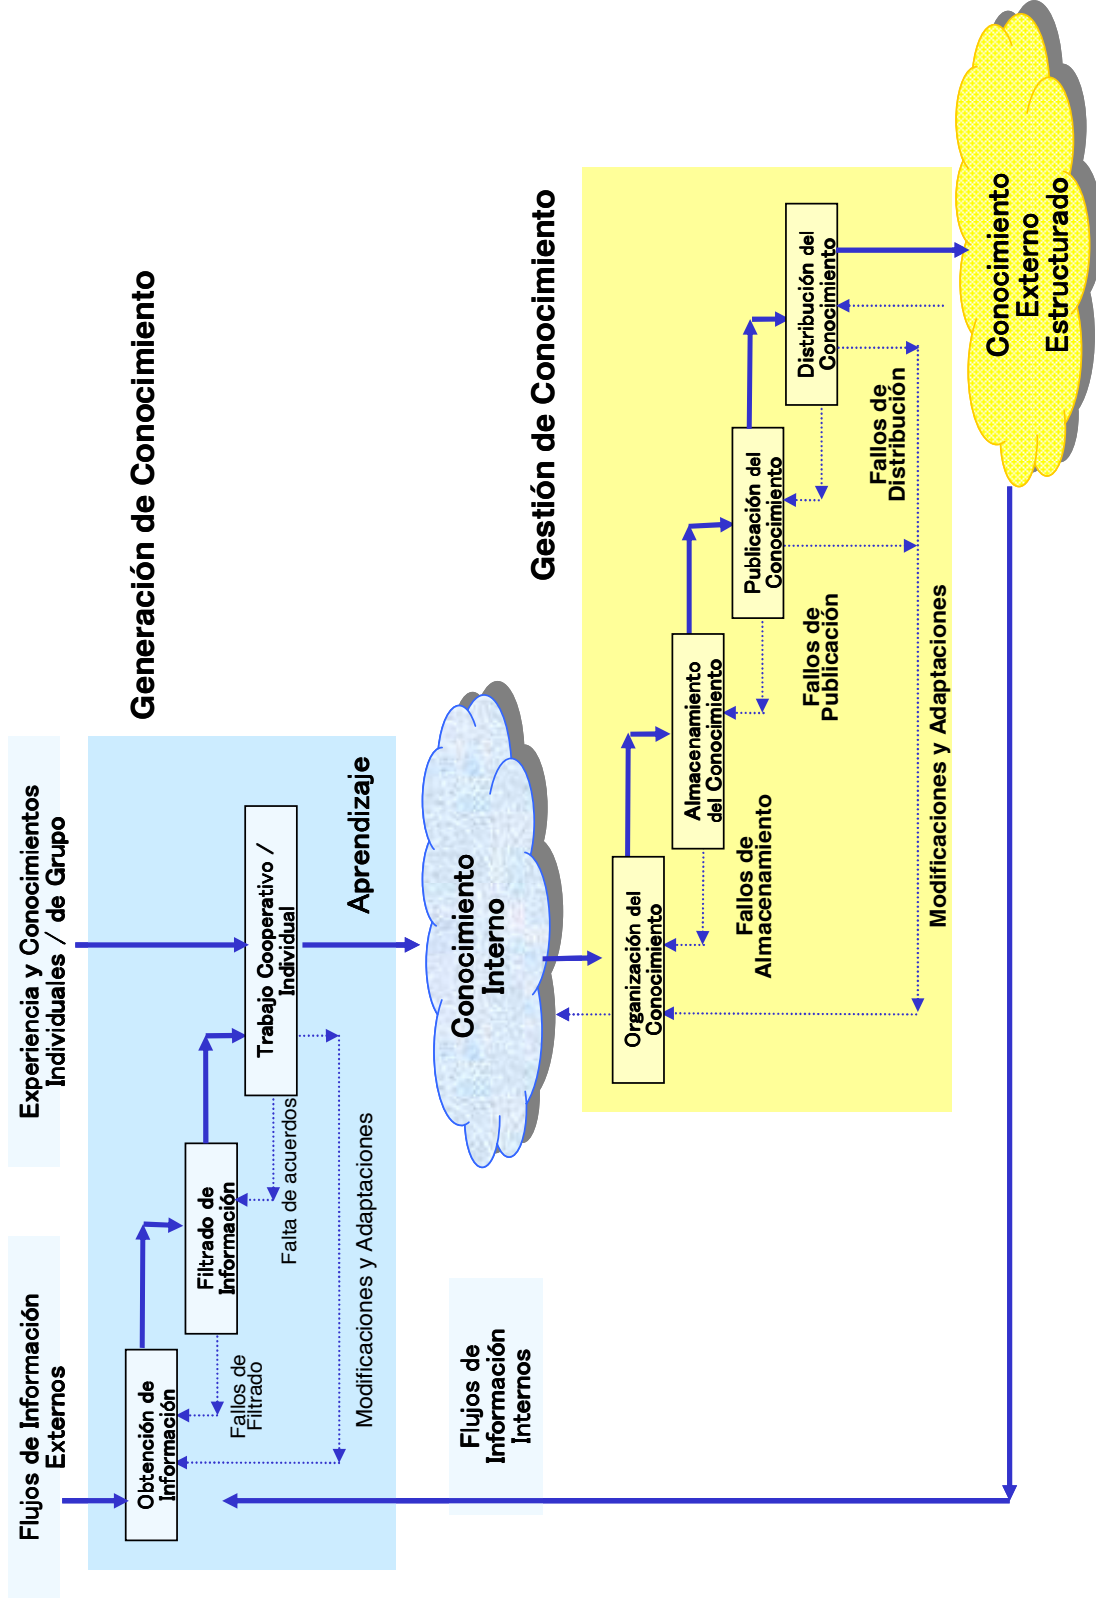 Flujos de Información
Externos
Experiencia y Conocimientos
Individuales / de Grupo
Generación de Conocimiento
Obtención de
Información
Filtrado de
Información
Trabajo Cooperativo /
Individual
Fallos de
Filtrado
Falta de acuerdos
Modificaciones y Adaptaciones
Aprendizaje
Flujos de
Información
Internos
Conocimiento
Interno
Gestión de Conocimiento
Organización del
Conocimiento
Almacenamiento
del Conocimiento
Publicación del
Conocimiento
Distribución del
Conocimiento
Fallos de
Almacenamiento
Fallos de
Publicación
Fallos de
Distribución
Modificaciones y Adaptaciones
Conocimiento
Externo
Estructurado